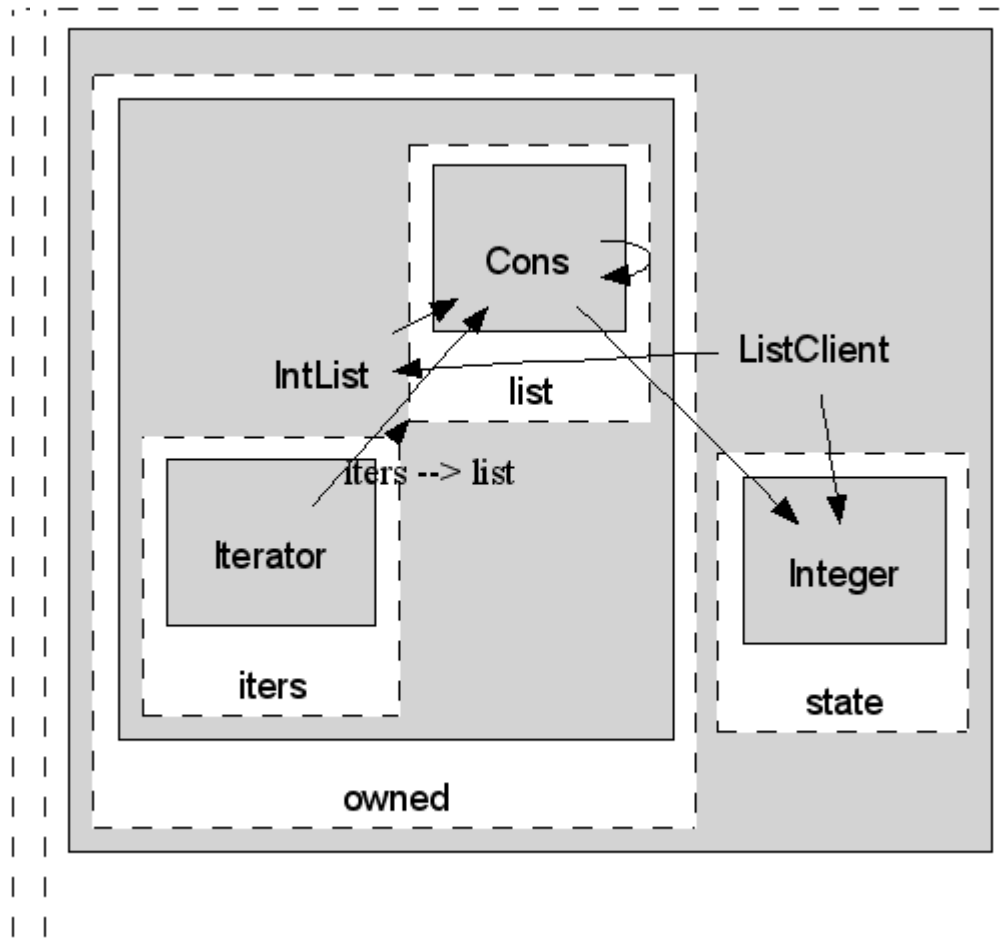 Cons
ListClient
IntList
list
iters --> list
Iterator
Integer
iters
state
owned